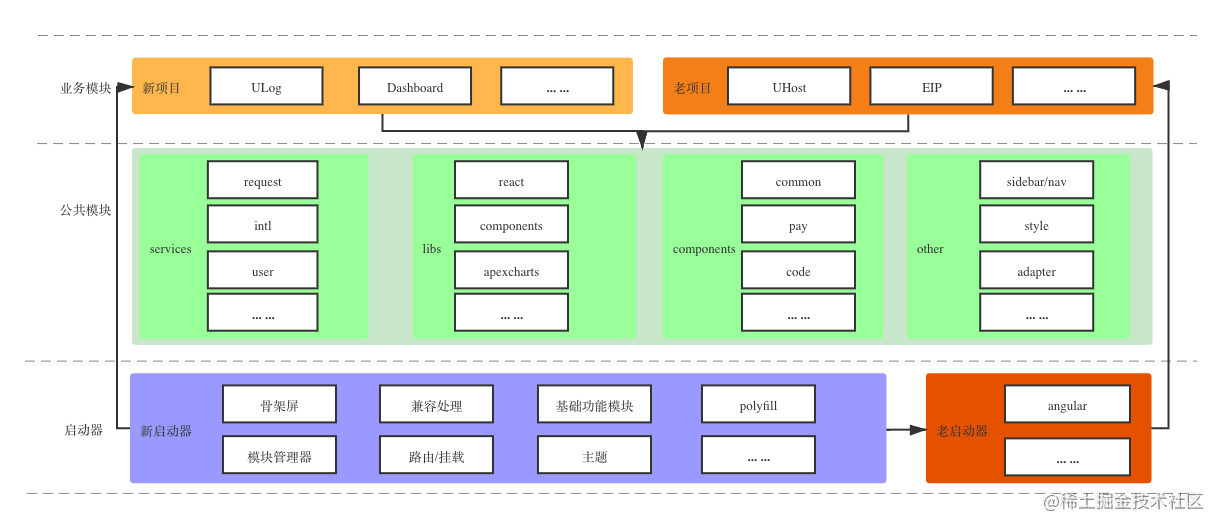 业务模块
新项目
ULog
Dashboard
... ...
老项目
UHost
EIP
... ...
公共模块
services
request
intl
user
... ...
libs
react
components
apexcharts
... ...
components
common
pay
code
... ...
other
sidebar/nav
style
adapter
... ...
启动器
新启动器
骨架屏
兼容处理
基础功能模块
polyfill
模块管理器
路由/挂载
主题
... ...
老启动器
angular
... ...
@稀土掘金技术社区